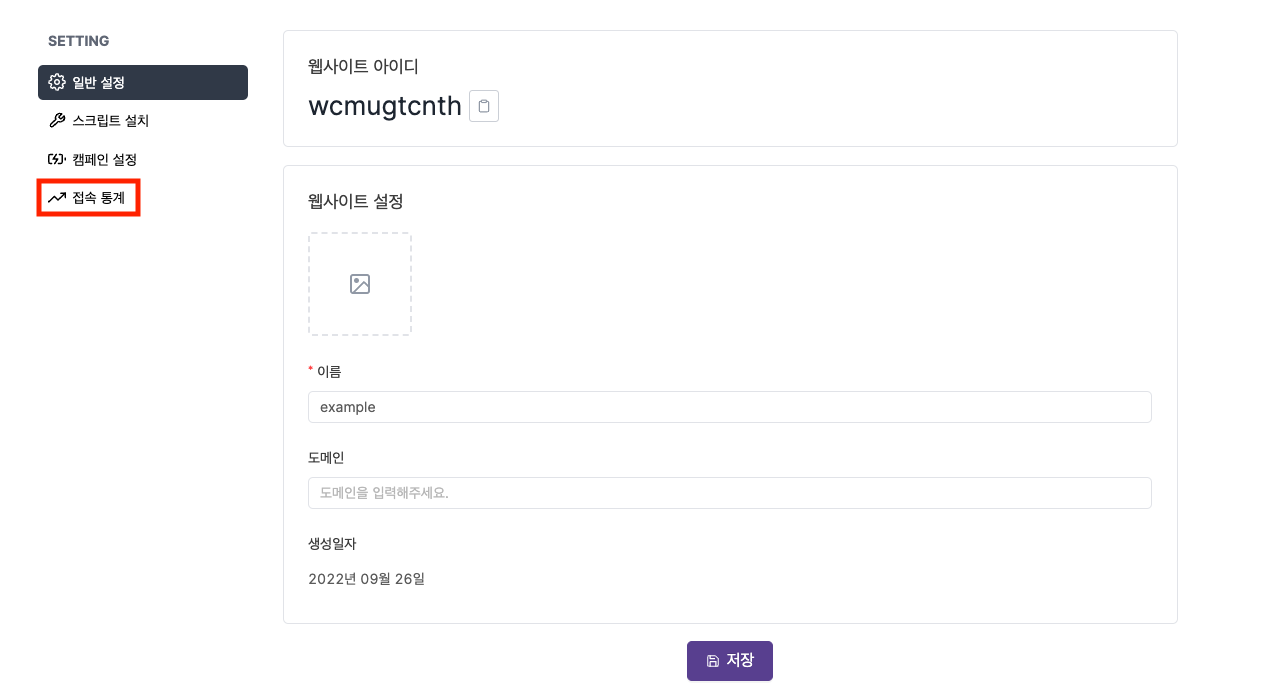 SETTING
일반 설정
스크립트 설치
캠페인 설정
접속 통계
웹사이트 아이디
wcmugtcnth
웹사이트 설정
* 이름
example
도메인
도메인을 입력해주세요.
생성일자
2022년 09월 26일
저장